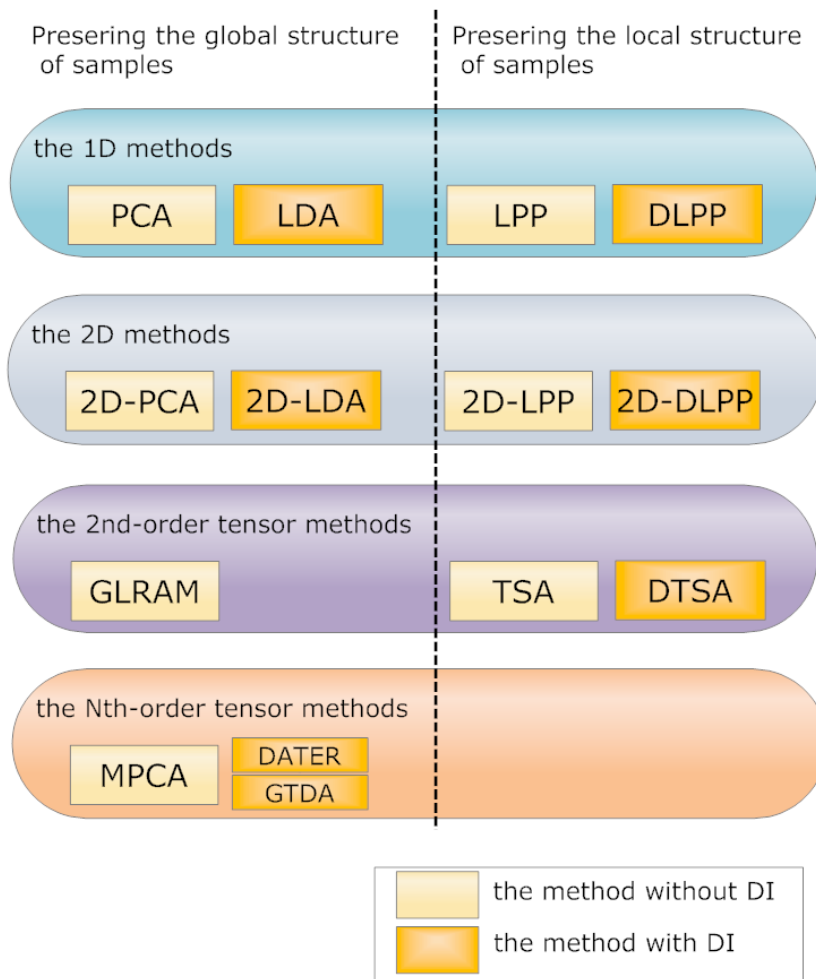 Presering the global structure
of samples
Presering the local structure
of samples
the 1D methods
PCA
LDA
LPP
DLPP
the 2D methods
2D-PCA
2D-LDA
2D-LPP
2D-DLPP
the 2nd-order tensor methods
GLRAM
TSA
DTSA
the Nth-order tensor methods
MPCA
DATER
GTDA
the method without DI
the method with DI